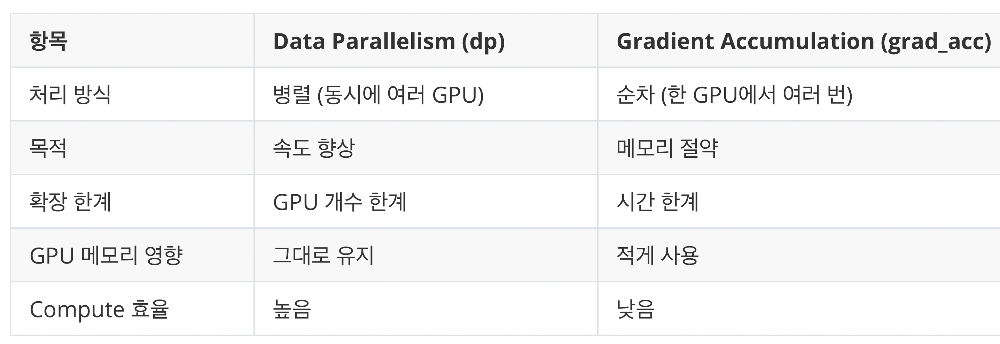 항목 Data Parallelism (dp) Gradient Accumulation (grad_acc)
처리 방식 병렬 (동시에 여러 GPU) 순차 (한 GPU에서 여러 번)
목적 속도 향상 메모리 절약
확장 한계 GPU 개수 한계 시간 한계
GPU 메모리 영향 그대로 유지 적게 사용
Compute 효율 높음 낮음